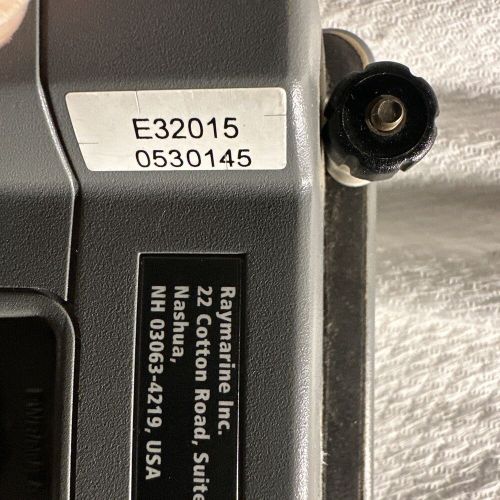 E32015
0530145
Raymarine Inc.
22 Cotton Road, Suite
Nashua,
NH 03063-4219, USA